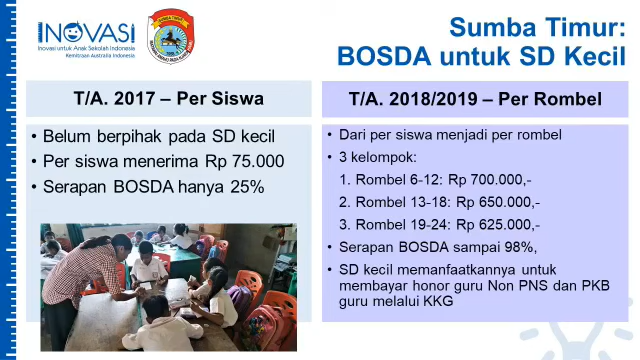 INOVASI
Inovasi untuk Anak Sekolah Indonesia
Kemitraan Australia Indonesia
Sumba Timur:
BOSDA untuk SD Kecil
T/A. 2017 – Per Siswa
• Belum berpihak pada SD kecil
• Per siswa menerima Rp 75.000
• Serapan BOSDA hanya 25%
T/A. 2018/2019 – Per Rombel
• Dari per siswa menjadi per rombel
• 3 kelompok:
1. Rombel 6-12: Rp 700.000,-
2. Rombel 13-18: Rp 650.000,-
3. Rombel 19-24: Rp 625.000,-
• Serapan BOSDA sampai 98%,
• SD kecil memanfaatkannya untuk
membayar honor guru Non PNS dan PKB
guru melalui KKG